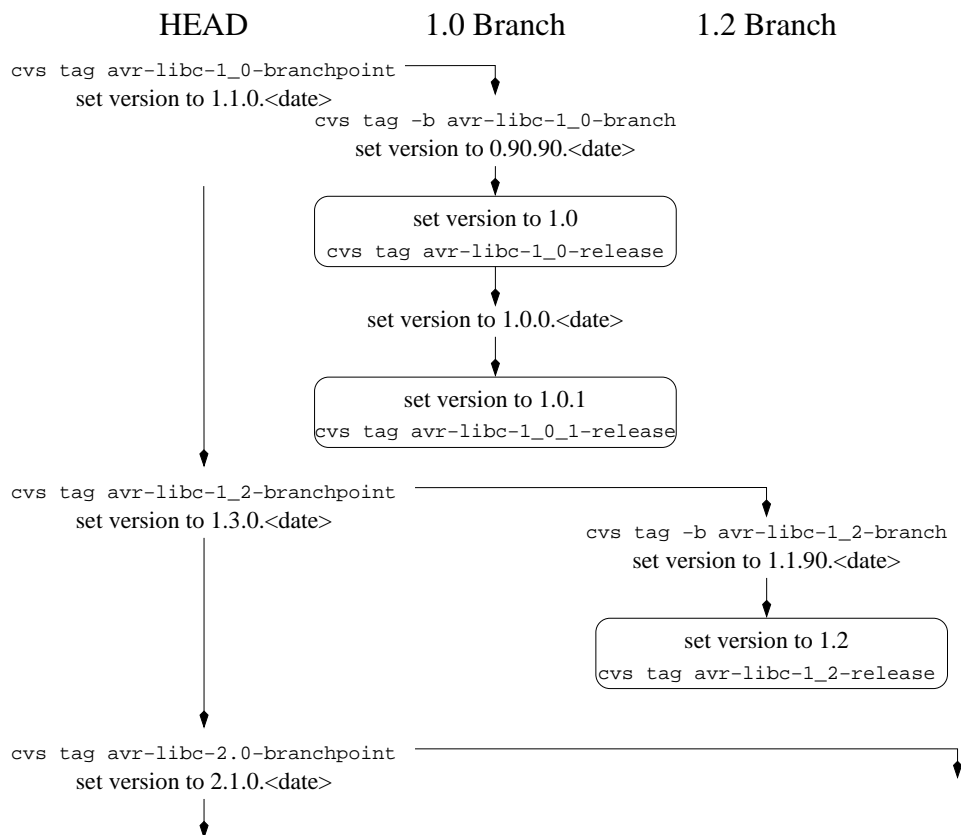 HEAD
1.0 Branch
1.2 Branch
cvs tag avr-libc-1_0-branchpoint
set version to 1.1.0.<date>
cvs tag -b avr-libc-1_0-branch
set version to 0.90.90.<date>
set version to 1.0
cvs tag avr-libc-1_0-release
set version to 1.0.0.<date>
set version to 1.0.1
cvs tag avr-libc-1_0_1-release
cvs tag avr-libc-1_2-branchpoint
set version to 1.3.0.<date>
cvs tag -b avr-libc-1_2-branch
set version to 1.1.90.<date>
set version to 1.2
cvs tag avr-libc-1_2-release
cvs tag avr-libc-2.0-branchpoint
set version to 2.1.0.<date>